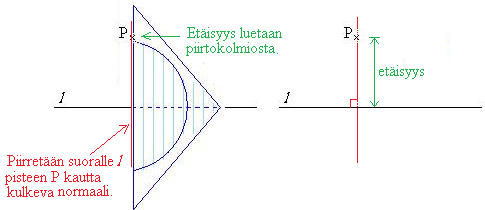 P
Etäisyys luetaan
piirtokolmiosta.
l
Piirretään suoralle l
pisteen P kautta
kulkeva normaali.
P
etäisyys
l